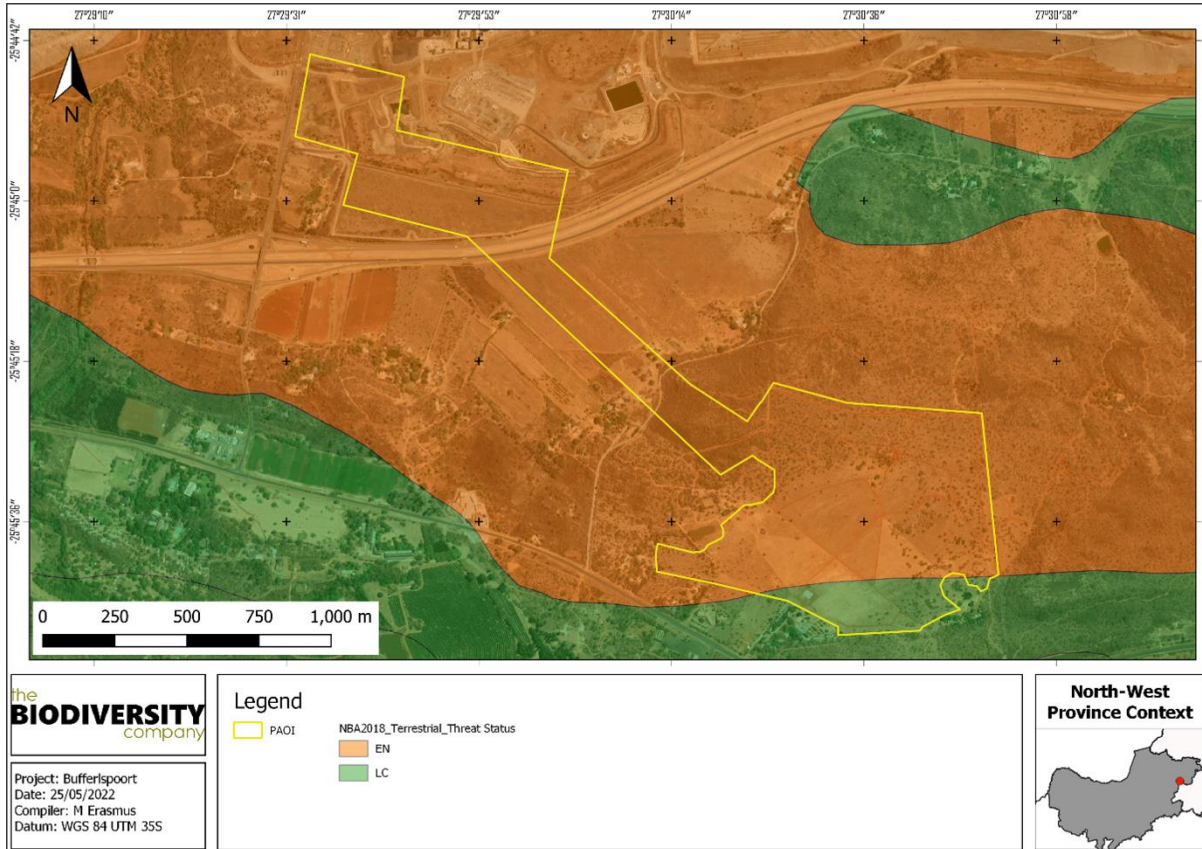 27°29'10" 27°29'31" 27°29'53" 27°30'14" 27°30'36" 27°30'58"
-25°44'42"
-25°45'0"
-25°45'18"
-25°45'36"
N
0 250 500 750 1,000 m
the
BIODIVERSITY
company
Project: Bufferlspoort
Date: 25/05/2022
Compiler: M Erasmus
Datum: WGS 84 UTM 35S
Legend
PAOI
NBA2018_Terrestrial_Threat Status
EN
LC
North-West
Province Context